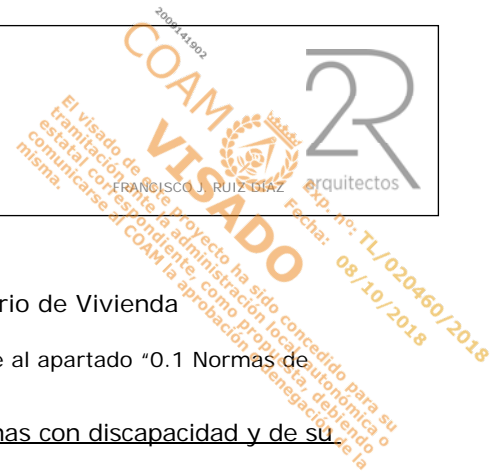 2009141902
COAM
VISADO
El visado de este proyecto ha sido concedido para su
tramitación ante la administración local, autonómica o
estatal correspondiente, como propuesta, debiendo
comunicarse al COAM la aprobación o denegación de la
misma.
Exp. nº: TL/020460/2018
Fecha: 08/10/2018
2R
arquitectos
FRANCISCO J. RUIZ DÍAZ
rio de Vivienda
e al apartado “0.1 Normas de
nas con discapacidad y de su